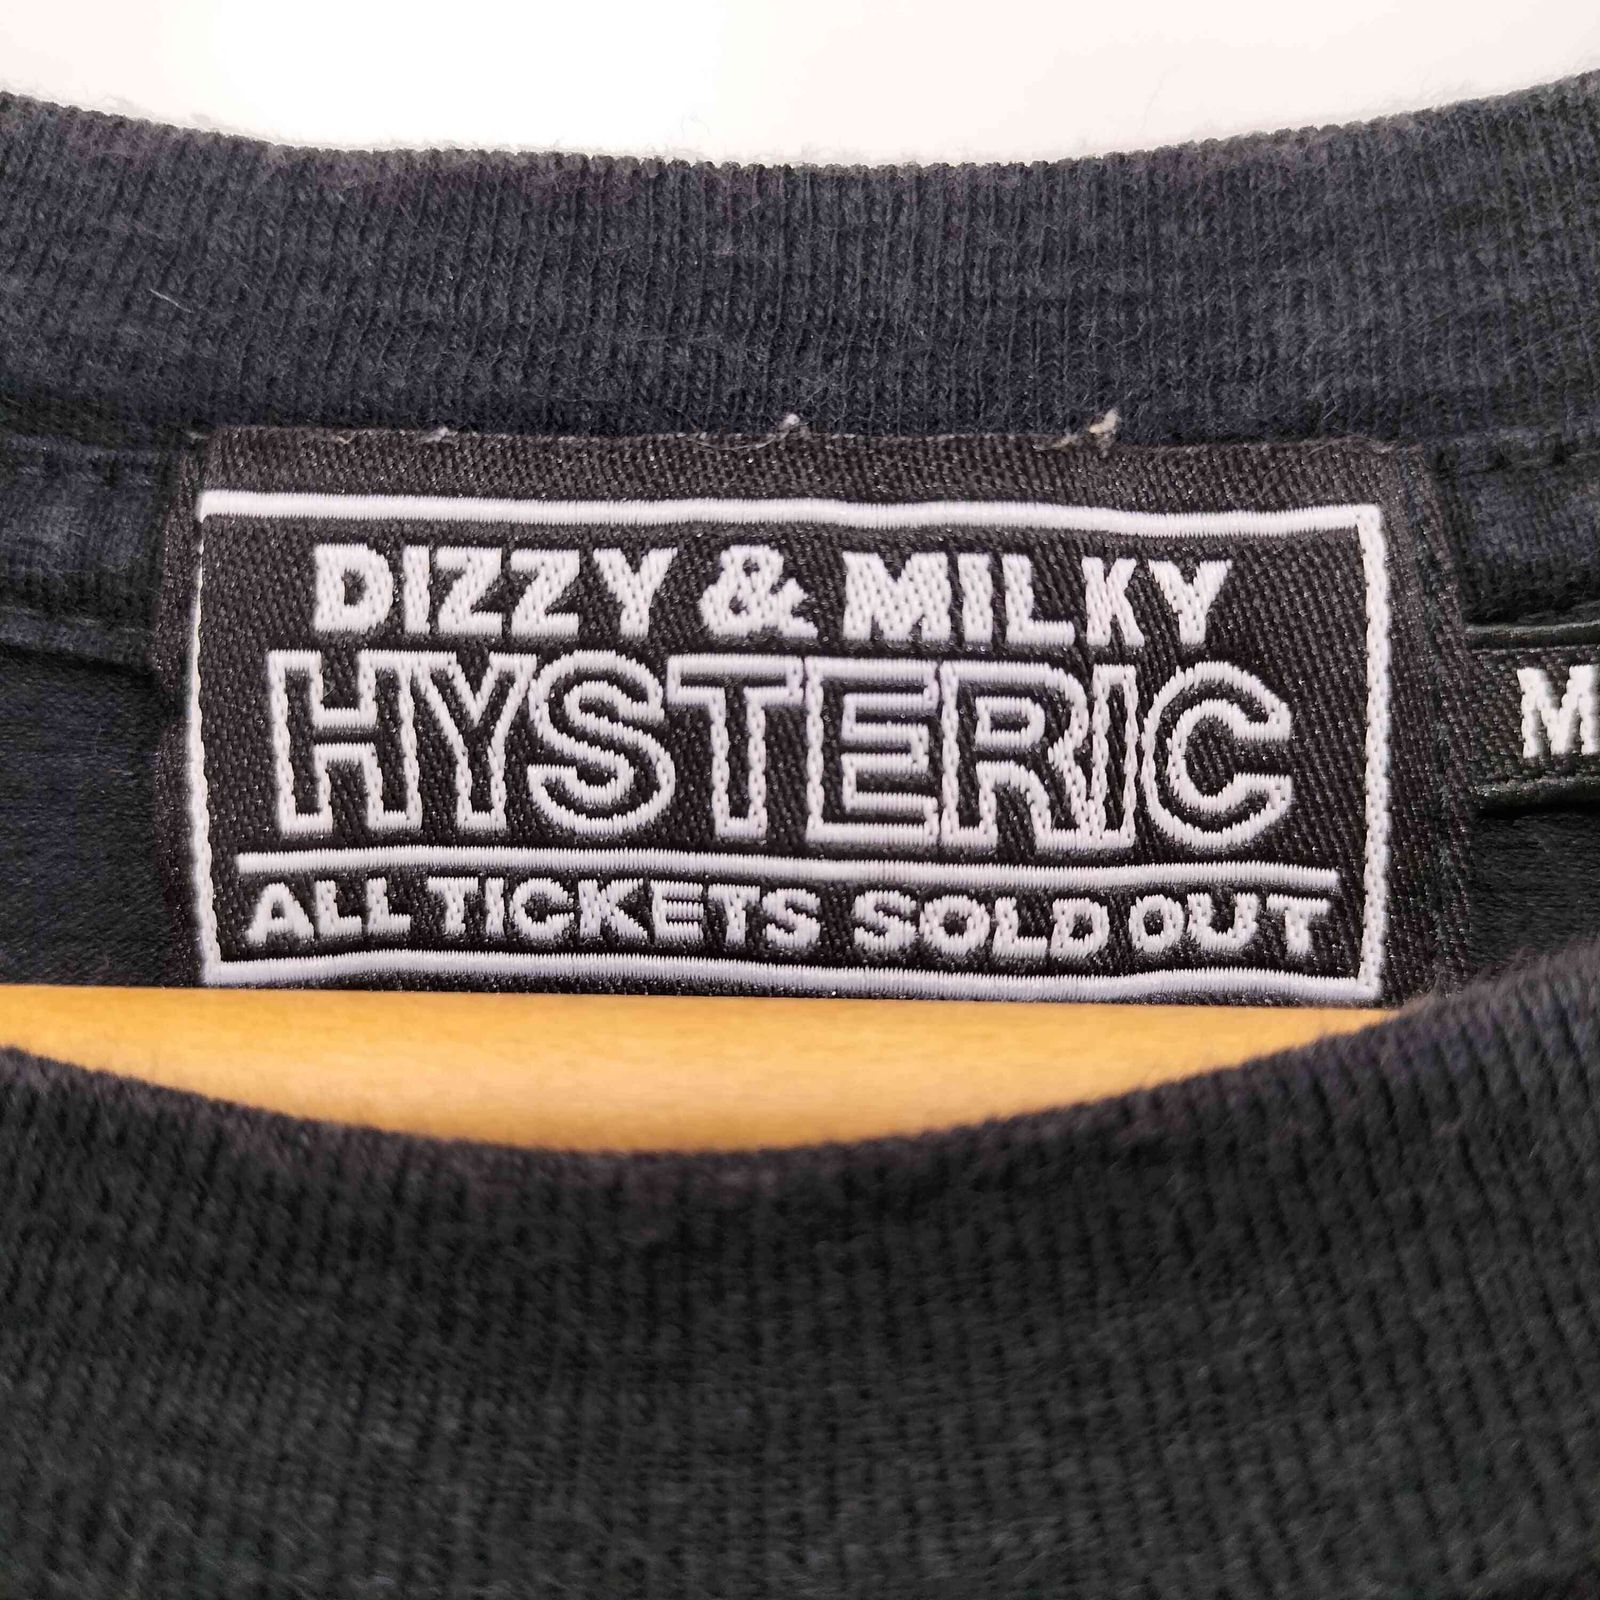 DIZZY & MILKY
HYSTERIC
ALL TICKETS SOLD OUT
M